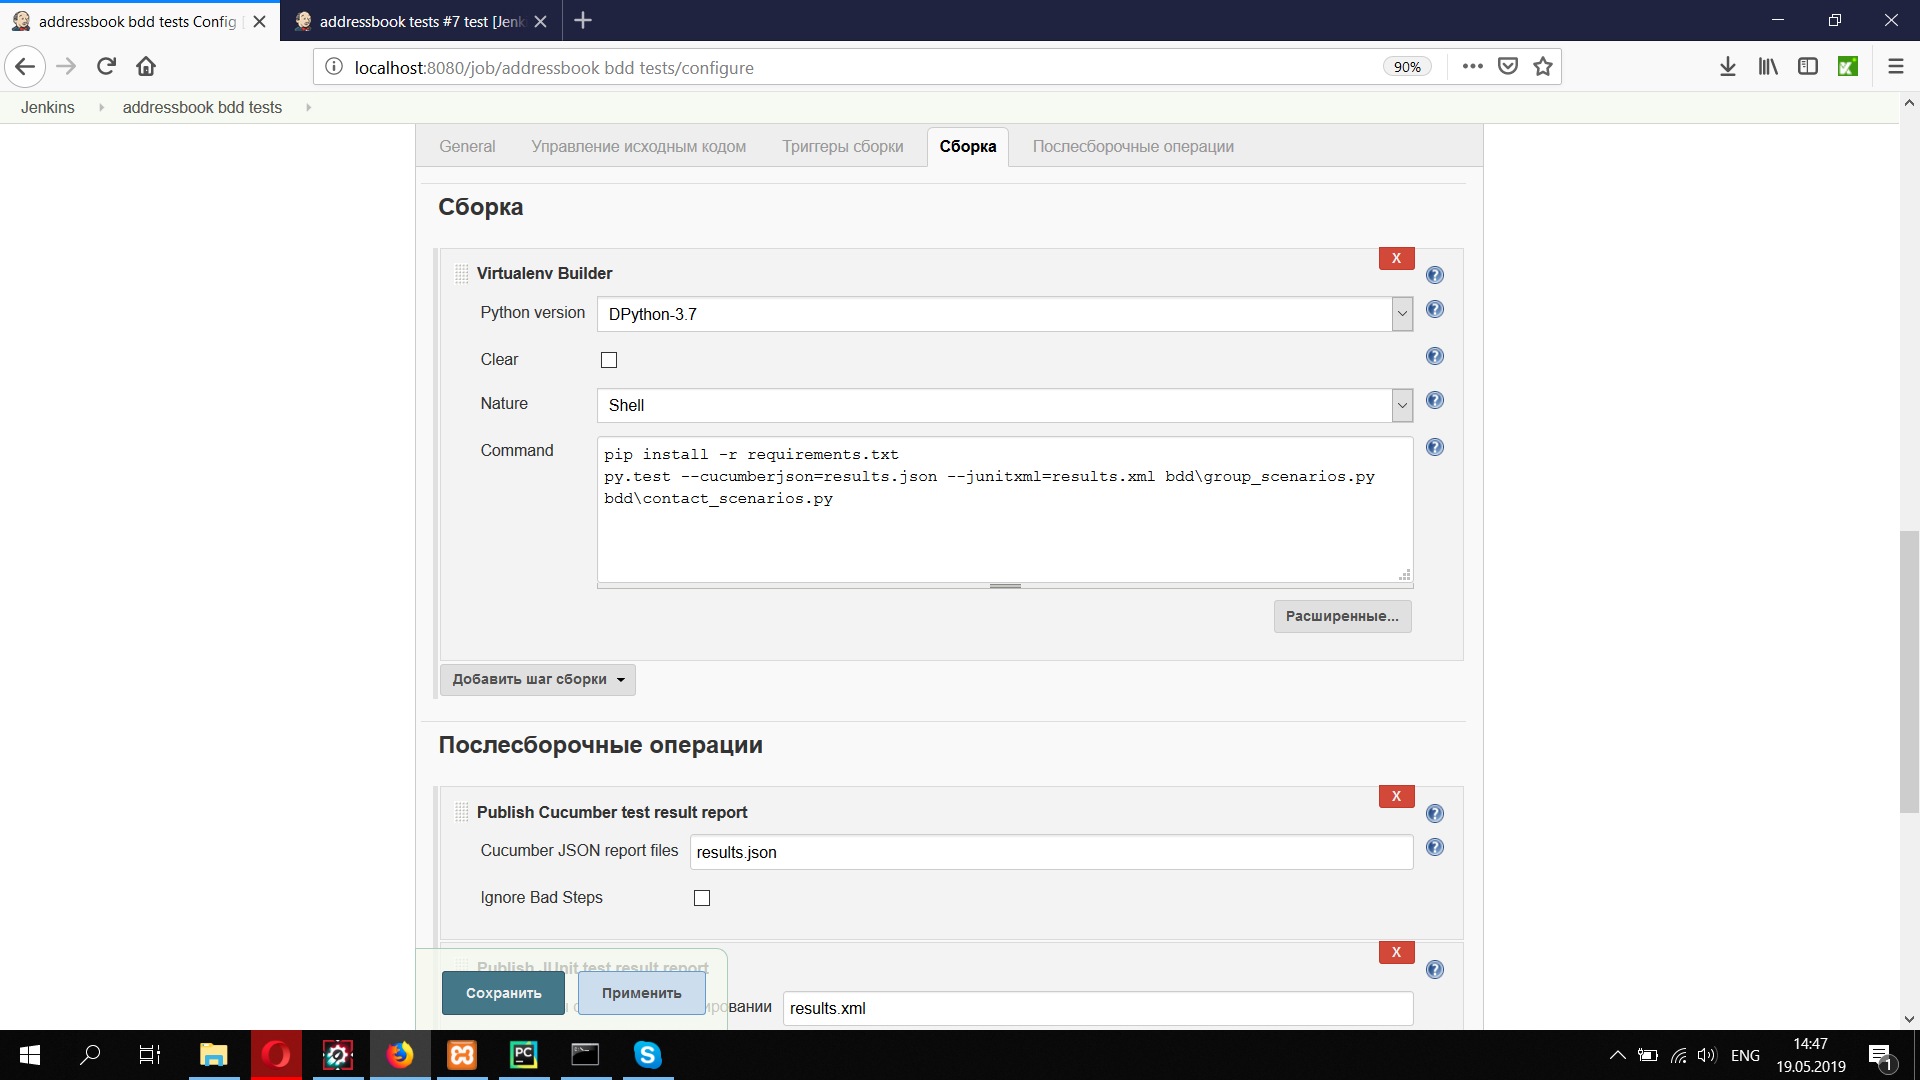 addressbook bdd tests Config [
addressbook tests #7 test [Jenk
localhost:8080/job/addressbook bdd tests/configure
90%
Jenkins
addressbook bdd tests
General
Управление исходным кодом
Триггеры сборки
Сборка
Послесборочные операции
Сборка
X
Virtualenv Builder
Python version
DPython-3.7
Clear
Nature
Shell
Command
pip install -r requirements.txt
py.test --cucumberjson=results.json --junitxml=results.xml bdd\group_scenarios.py
bdd\contact_scenarios.py
Расширенные...
Добавить шаг сборки
Послесборочные операции
X
Publish Cucumber test result report
Cucumber JSON report files
results.json
Ignore Bad Steps
X
Publish JUnit test result report
Сохранить
Применить
ировании
results.xml
ENG
14:47
19.05.2019
1